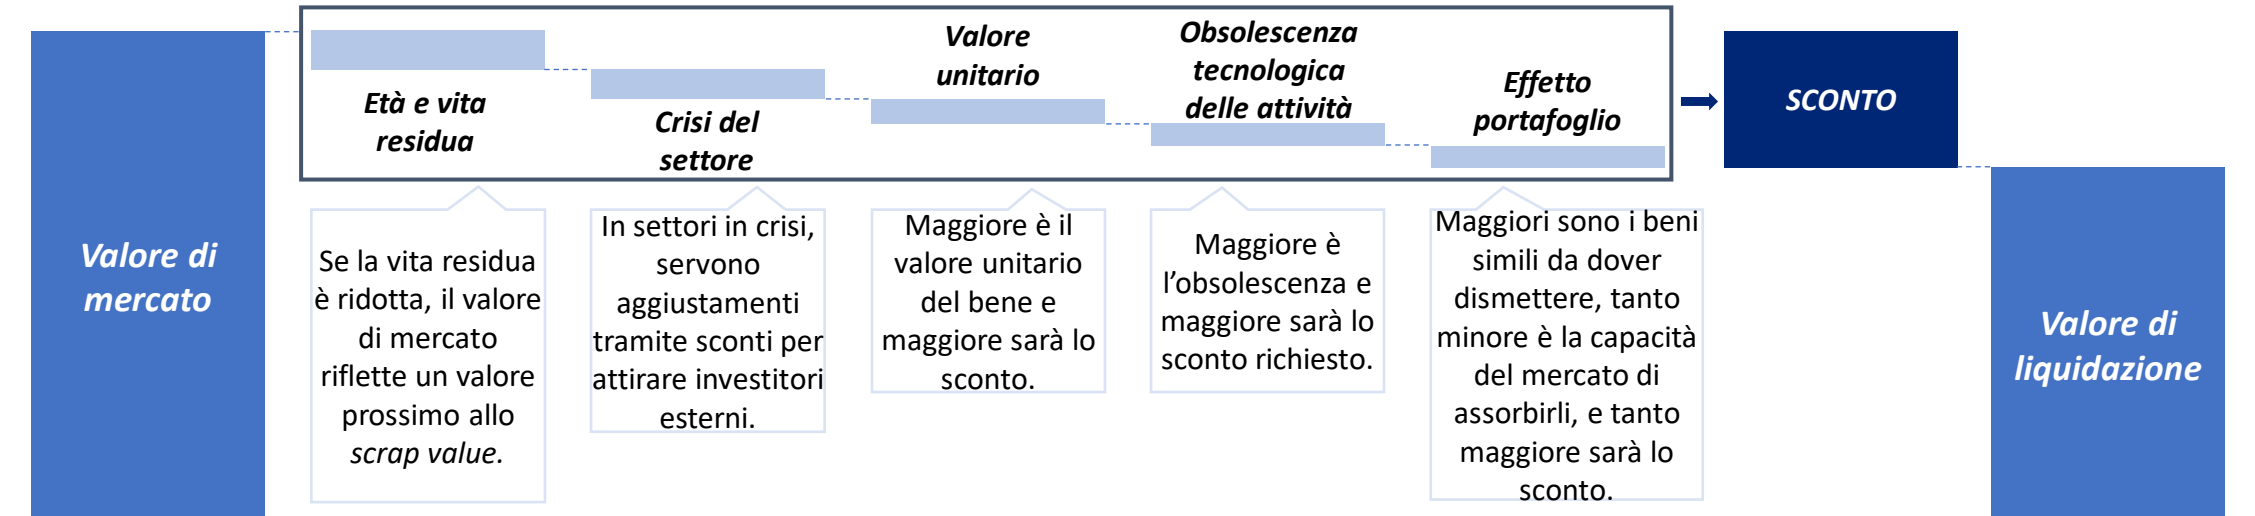 Valore di
mercato
Età e vita
residua
Crisi del
settore
Valore
unitario
Obsolescenza
tecnologica
delle attività
Effetto
portafoglio
SCONTO
Se la vita residua
è ridotta, il valore
di mercato
riflette un valore
prossimo allo
scrap value.
In settori in crisi,
servono
aggiustamenti
tramite sconti per
attirare investitori
esterni.
Maggiore è il
valore unitario
del bene e
maggiore sarà lo
sconto.
Maggiore è
l’obsolescenza e
maggiore sarà lo
sconto richiesto.
Maggiori sono i beni
simili da dover
dismettere, tanto
minore è la capacità
del mercato di
assorbirli, e tanto
maggiore sarà lo
sconto.
Valore di
liquidazione